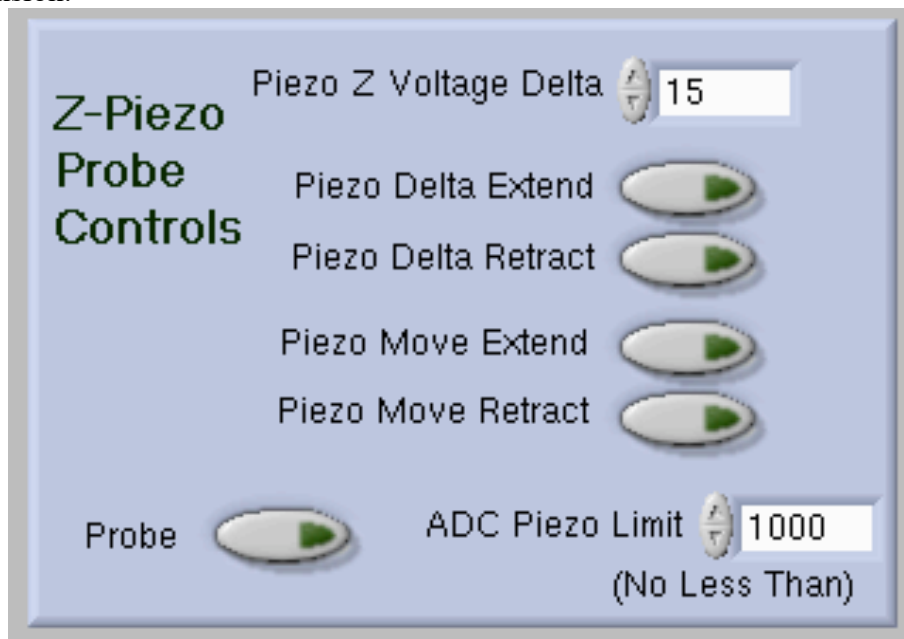 Z-Piezo
Probe
Controls
Piezo Z Voltage Delta 15
Piezo Delta Extend
Piezo Delta Retract
Piezo Move Extend
Piezo Move Retract
Probe
ADC Piezo Limit 1000
(No Less Than)